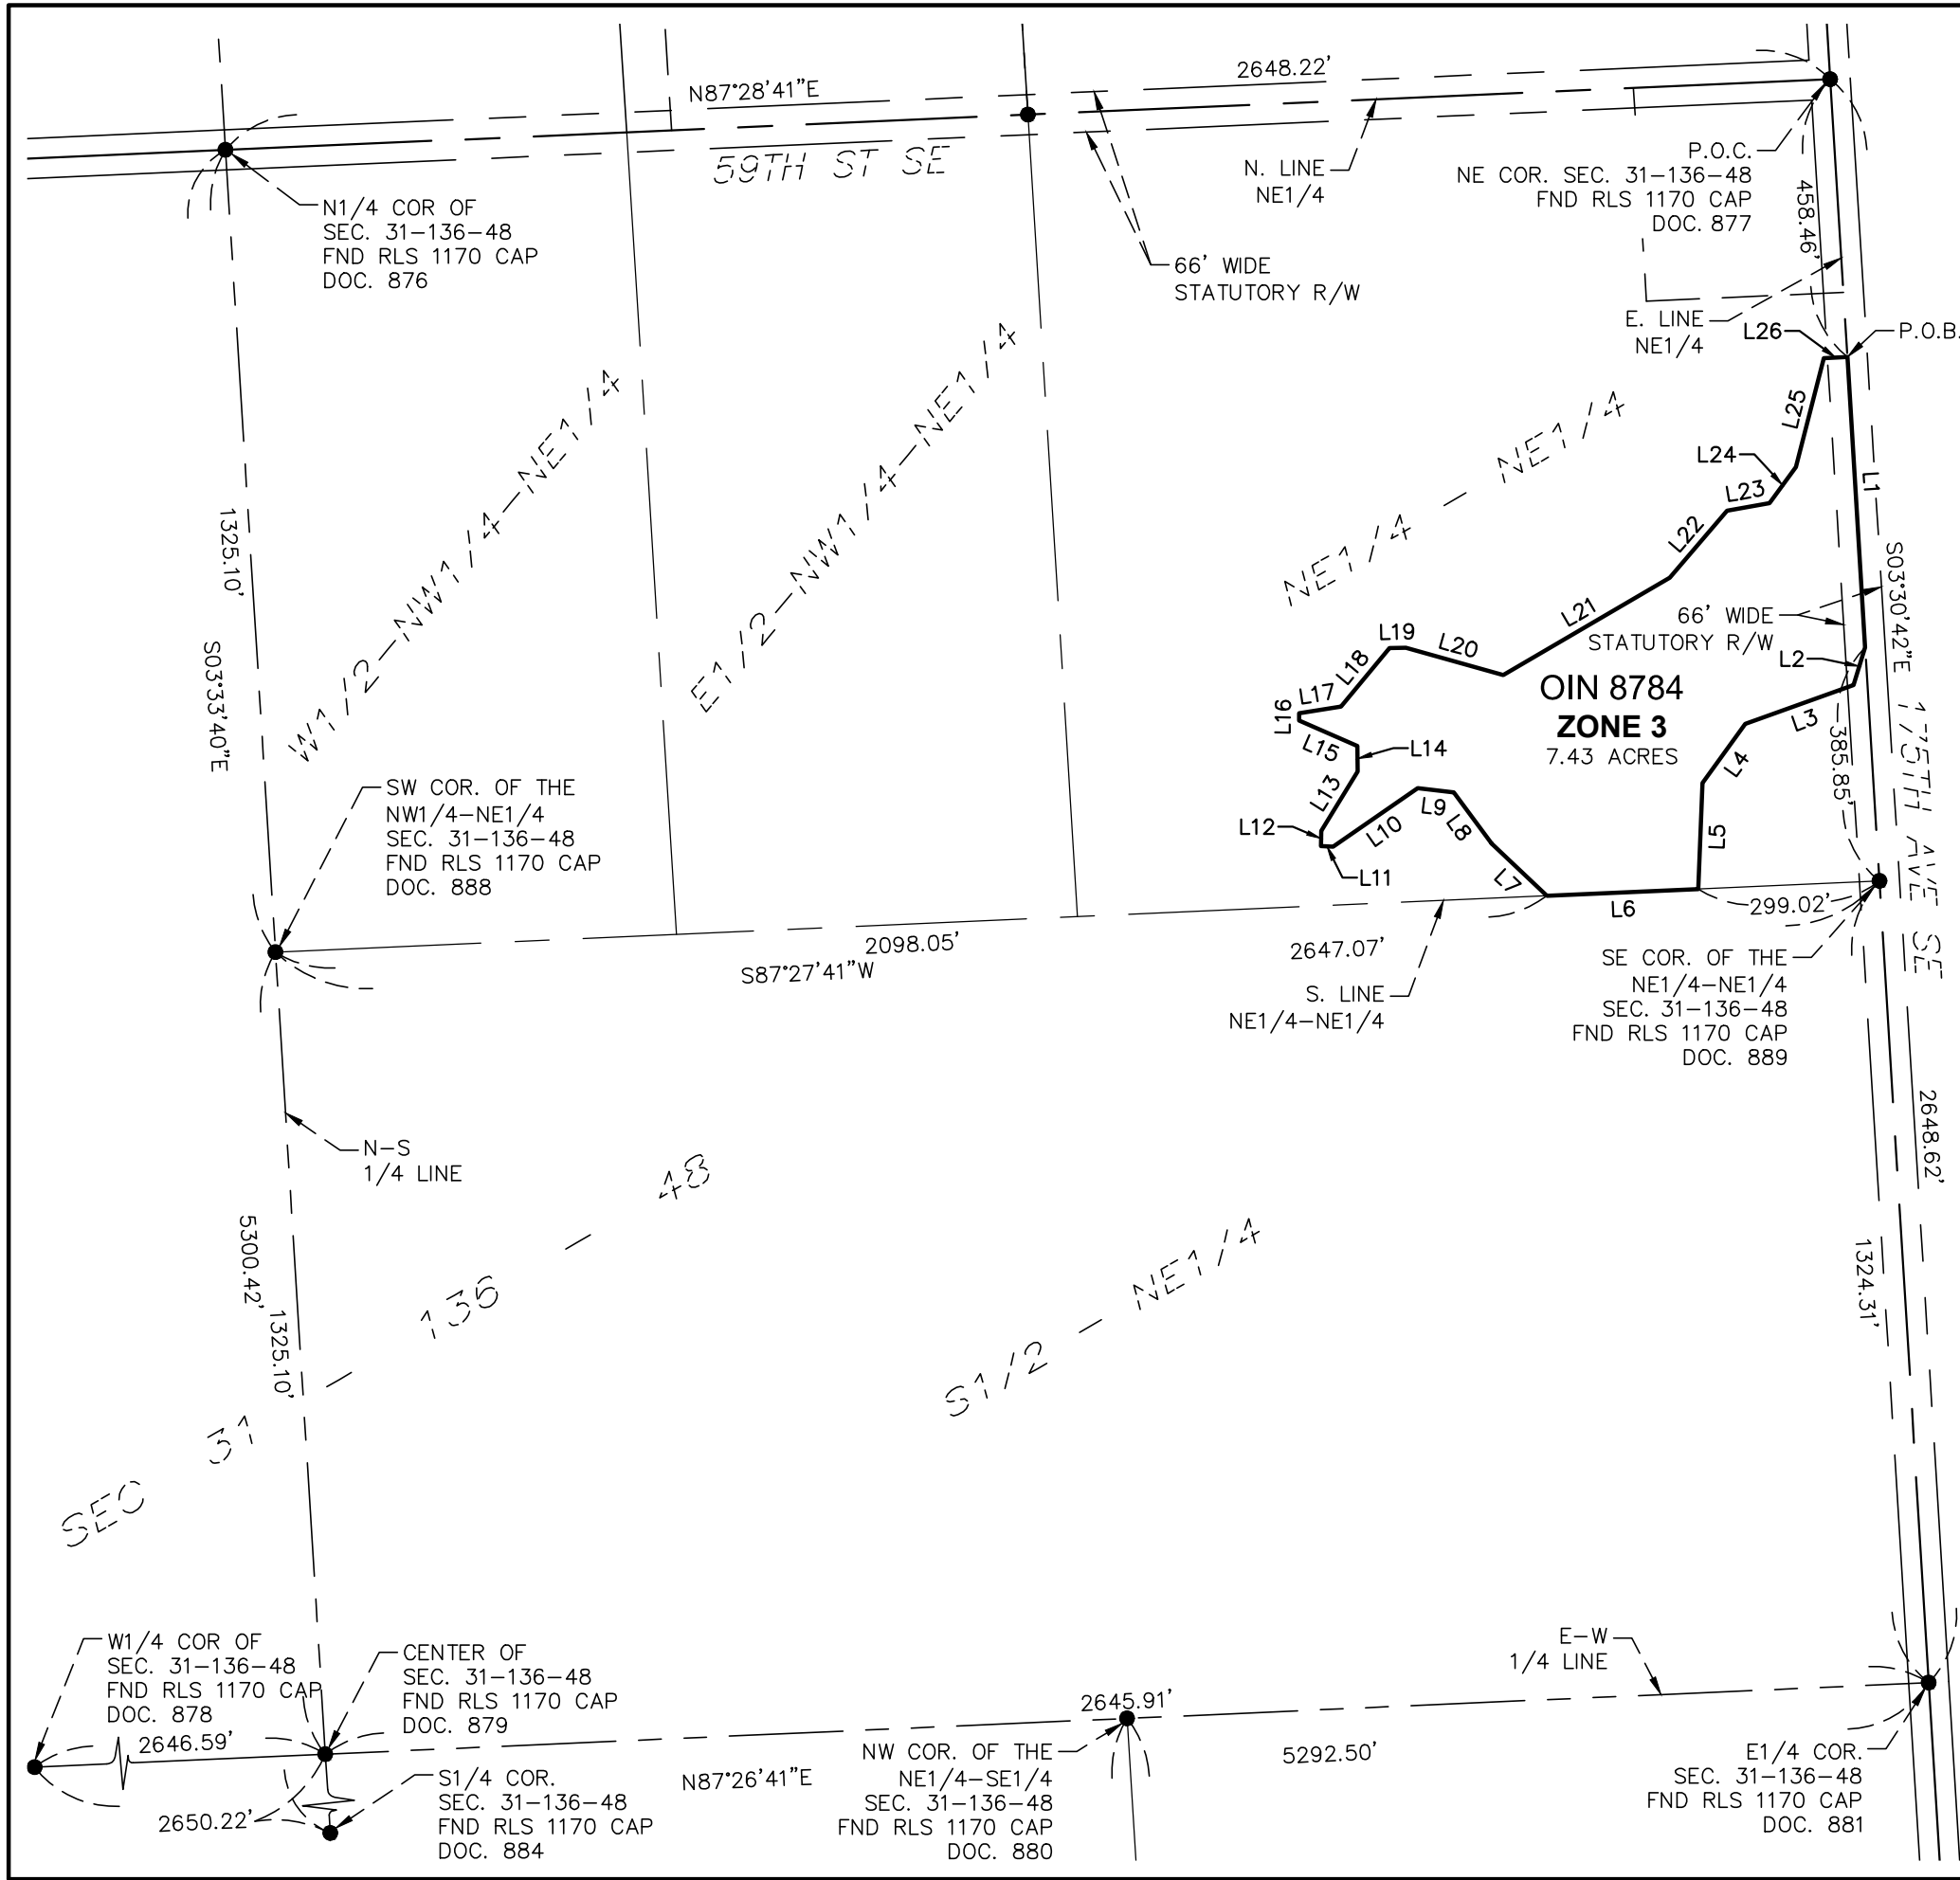 2648.22'
N87°28'41"E
59TH ST SE
P.O.C.
NE COR. SEC. 31-136-48
FND RLS 1170 CAP
DOC. 877
N. LINE
NE1/4
458.46'
N1/4 COR OF
SEC. 31-136-48
FND RLS 1170 CAP
DOC. 876
66' WIDE
STATUTORY R/W
E. LINE
NE1/4
L26
P.O.B.
W1/2-NW1/4-NE1/4
E1/2-NW1/4-NE1/4
NE1/4 - NE1/4
L25
L24
L23
L1
L22
1325.10'
S03°33'40"E
S03°30'42"E
L21
66' WIDE
STATUTORY R/W
L19
L20
L18
L2
OIN 8784
ZONE 3
7.43 ACRES
L17
L16
L3
L15
L14
L4
385.85'
175TH AVE SE
L13
L12
L9
L10
L8
L5
L11
L7
L6
299.02'
SW COR. OF THE
NW1/4-NE1/4
SEC. 31-136-48
FND RLS 1170 CAP
DOC. 888
2098.05'
S87°27'41"W
2647.07'
S. LINE
NE1/4-NE1/4
SE COR. OF THE
NE1/4-NE1/4
SEC. 31-136-48
FND RLS 1170 CAP
DOC. 889
N-S
1/4 LINE
2648.62'
1324.31'
5300.42'
1325.10'
SEC 31 - 136 - 48
S1/2 - NE1/4
W1/4 COR OF
SEC. 31-136-48
FND RLS 1170 CAP
DOC. 878
2646.59'
CENTER OF
SEC. 31-136-48
FND RLS 1170 CAP
DOC. 879
E-W
1/4 LINE
2645.91'
2650.22'
S1/4 COR.
SEC. 31-136-48
FND RLS 1170 CAP
DOC. 884
N87°26'41"E
NW COR. OF THE
NE1/4-SE1/4
SEC. 31-136-48
FND RLS 1170 CAP
DOC. 880
5292.50'
E1/4 COR.
SEC. 31-136-48
FND RLS 1170 CAP
DOC. 881